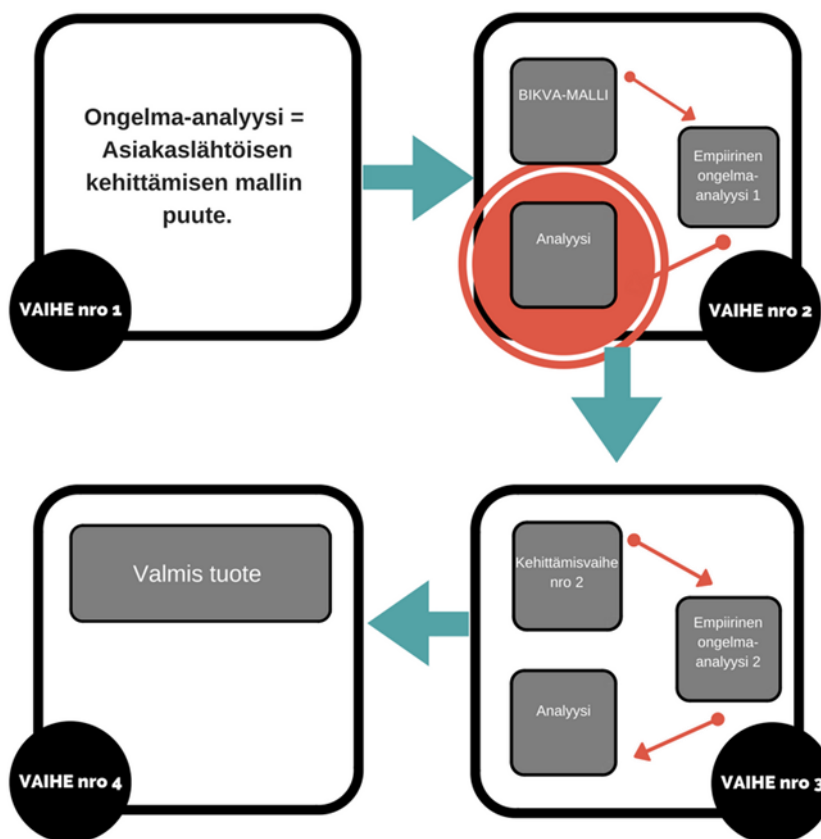 Ongelma-analyysi =
Asiakaslähtöisen
kehittämisen mallin
puute.
VAIHE nro 1
BIKVA-MALLI
Empiirinen
ongelma-
analyysi 1
Analyysi
VAIHE nro 2
Kehittämisvaihe
nro 2
Empiirinen
ongelma-
analyysi 2
Analyysi
VAIHE nro 3
Valmis tuote
VAIHE nro 4